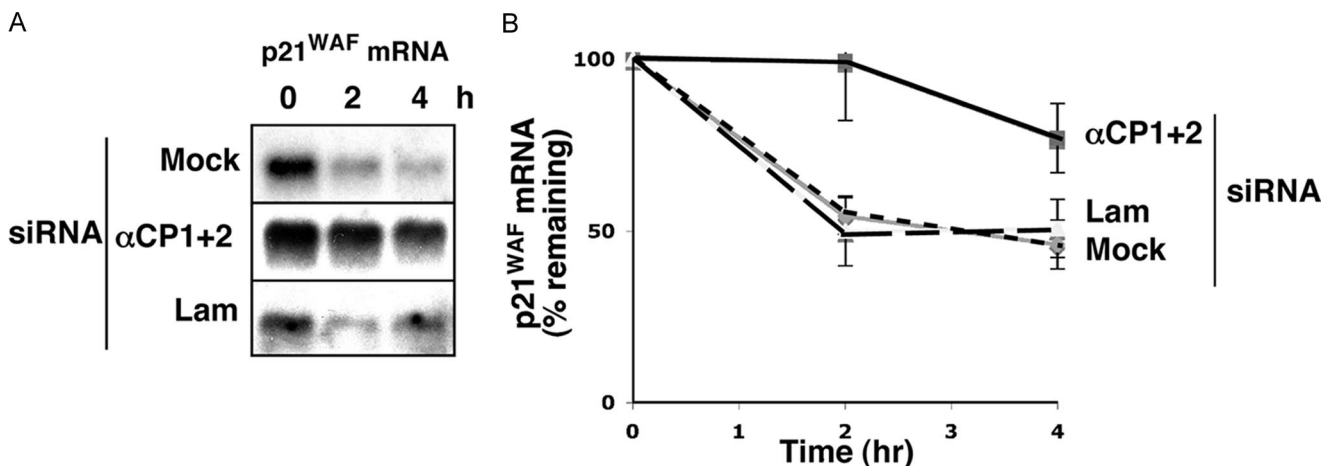 A
p21WAF mRNA
0 2 4 h
siRNA
Mock
αCP1+2
Lam
B
p21WAF mRNA
(% remaining)
100
50
0
0 1 2 3 4
Time (hr)
αCP1+2
Lam
Mock
siRNA